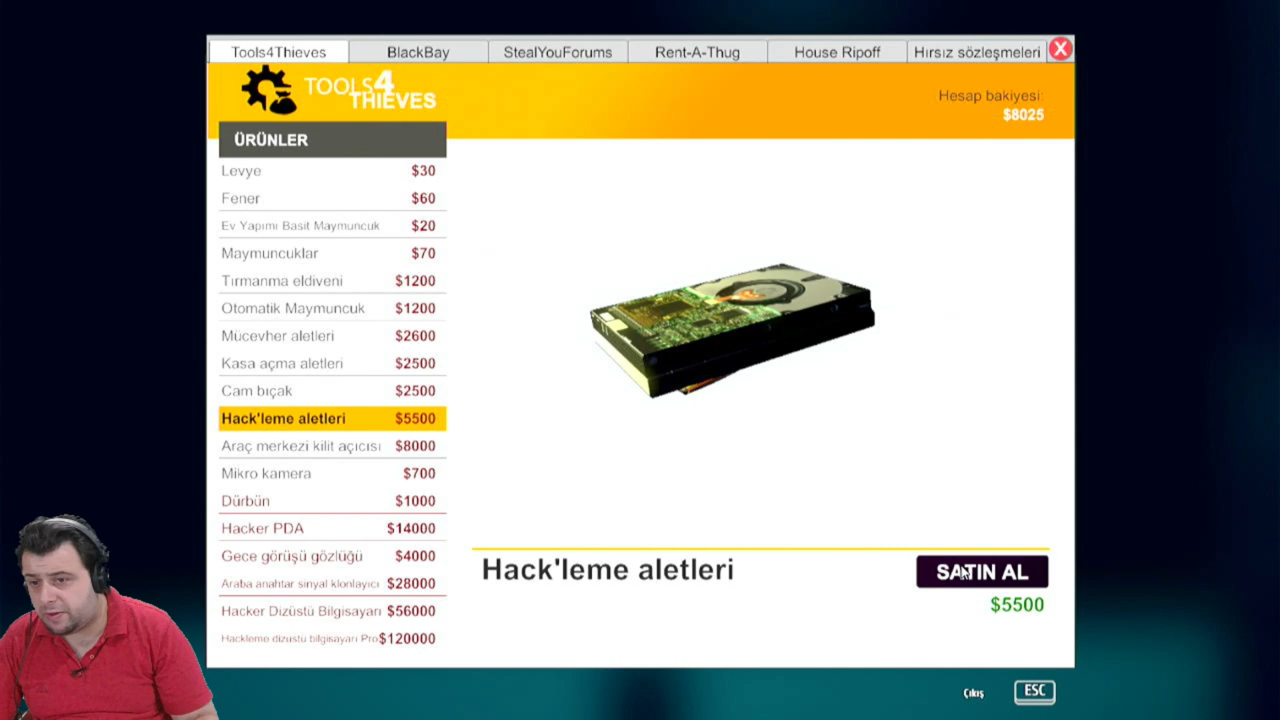 Tools4Thieves
BlackBay
StealYouForums
Rent-A-Thug
House Ripoff
Hırsız sözleşmeleri
X
TOOLS4
THIEVES
Hesap bakiyesi:
$8025
ÜRÜNLER
Levye $30
Fener $60
Ev Yapımı Basit Maymuncuk $20
Maymuncuklar $70
Tırmanma eldiveni $1200
Otomatik Maymuncuk $1200
Mücevher aletleri $2600
Kasa açma aletleri $2500
Cam bıçak $2500
Hack'leme aletleri $5500
Araç merkezi kilit açıcısı $8000
Mikro kamera $700
Dürbün $1000
Hacker PDA $14000
Gece görüşü gözlüğü $4000
Araba anahtar sinyal klonlayıcı $28000
Hacker Dizüstü Bilgisayarı $56000
Hackleme dizüstü bilgisayarı Pro $120000
Hack'leme aletleri
SATIN AL
$5500
Çıkış
ESC